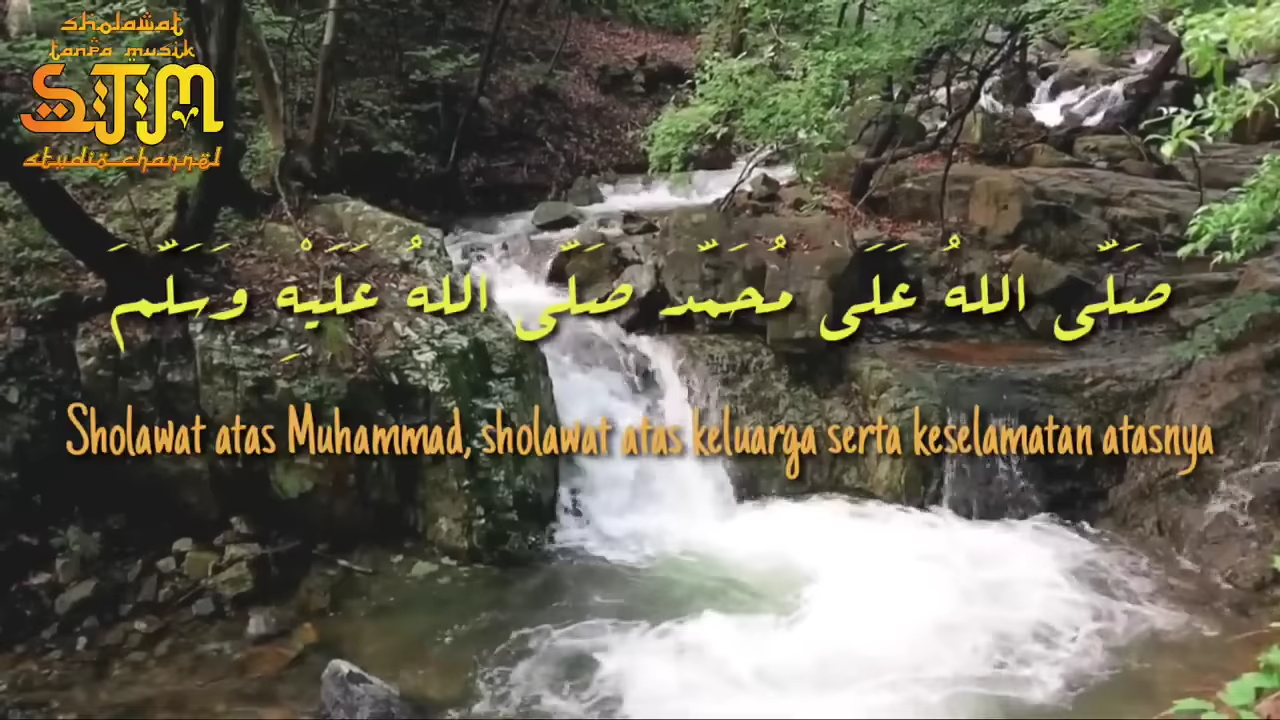 sholawat
tanpa musik
STM
studio channel
صَلَّى اللهُ عَلَى مُحَمَّد صَلَّى اللهُ عَلَيْهِ وَسَلَّمَ
Sholawat atas Muhammad, sholawat atas keluarga serta keselamatan atasnya